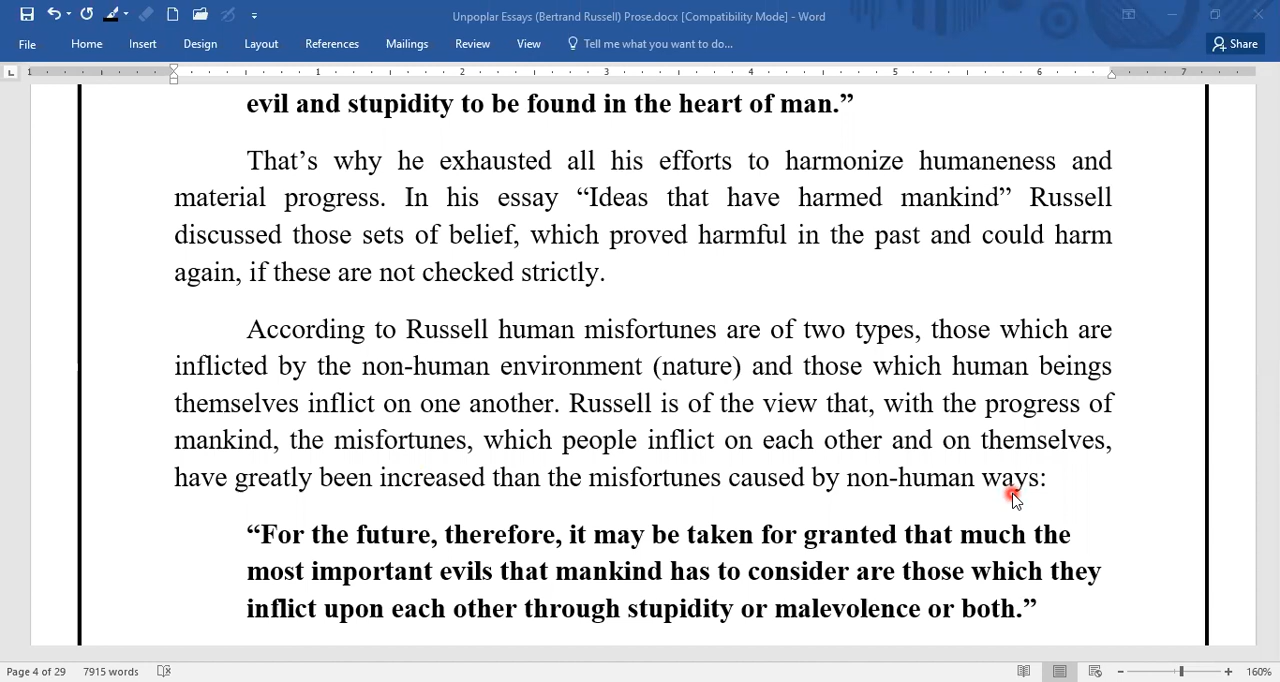 Unpoplar Essays (Bertrand Russell) Prose.docx [Compatibility Mode] - Word
File Home Insert Design Layout References Mailings Review View Tell me what you want to do... Share
1 1 2 3 4 5 6 7
evil and stupidity to be found in the heart of man.”
That’s why he exhausted all his efforts to harmonize humaneness and
material progress. In his essay “Ideas that have harmed mankind” Russell
discussed those sets of belief, which proved harmful in the past and could harm
again, if these are not checked strictly.
According to Russell human misfortunes are of two types, those which are
inflicted by the non-human environment (nature) and those which human beings
themselves inflict on one another. Russell is of the view that, with the progress of
mankind, the misfortunes, which people inflict on each other and on themselves,
have greatly been increased than the misfortunes caused by non-human ways:
“For the future, therefore, it may be taken for granted that much the
most important evils that mankind has to consider are those which they
inflict upon each other through stupidity or malevolence or both.”
Page 4 of 29 7915 words 160%